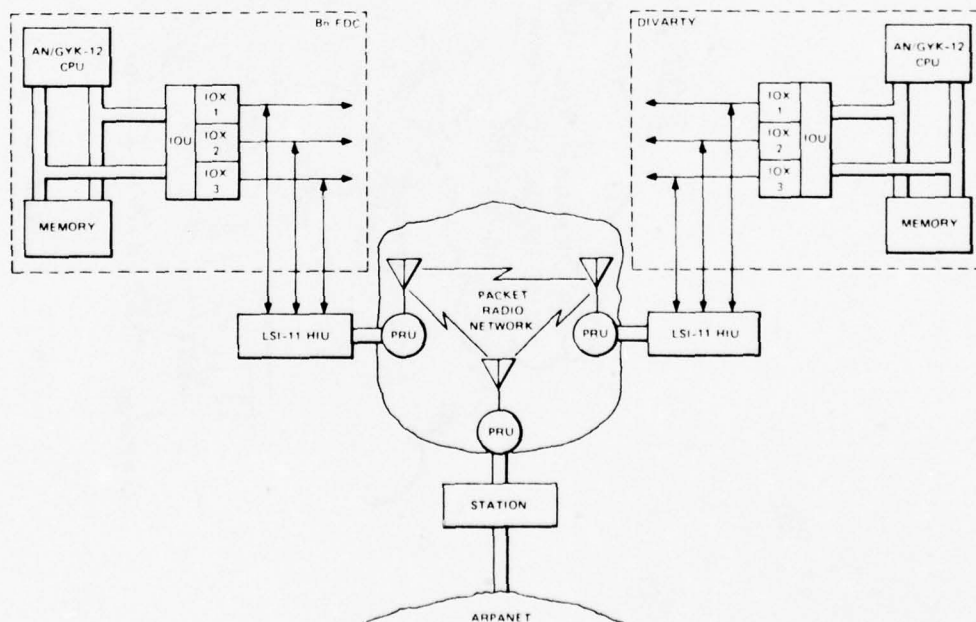 Bn FDC
AN/GYK-12
CPU
IOU
IOX
1
IOX
2
IOX
3
MEMORY
LSI-11 HIU
DIVARTY
AN/GYK-12
CPU
IOX
1
IOX
2
IOX
3
IOU
MEMORY
LSI-11 HIU
PACKET
RADIO
NETWORK
PRU
PRU
PRU
STATION
ARPANET